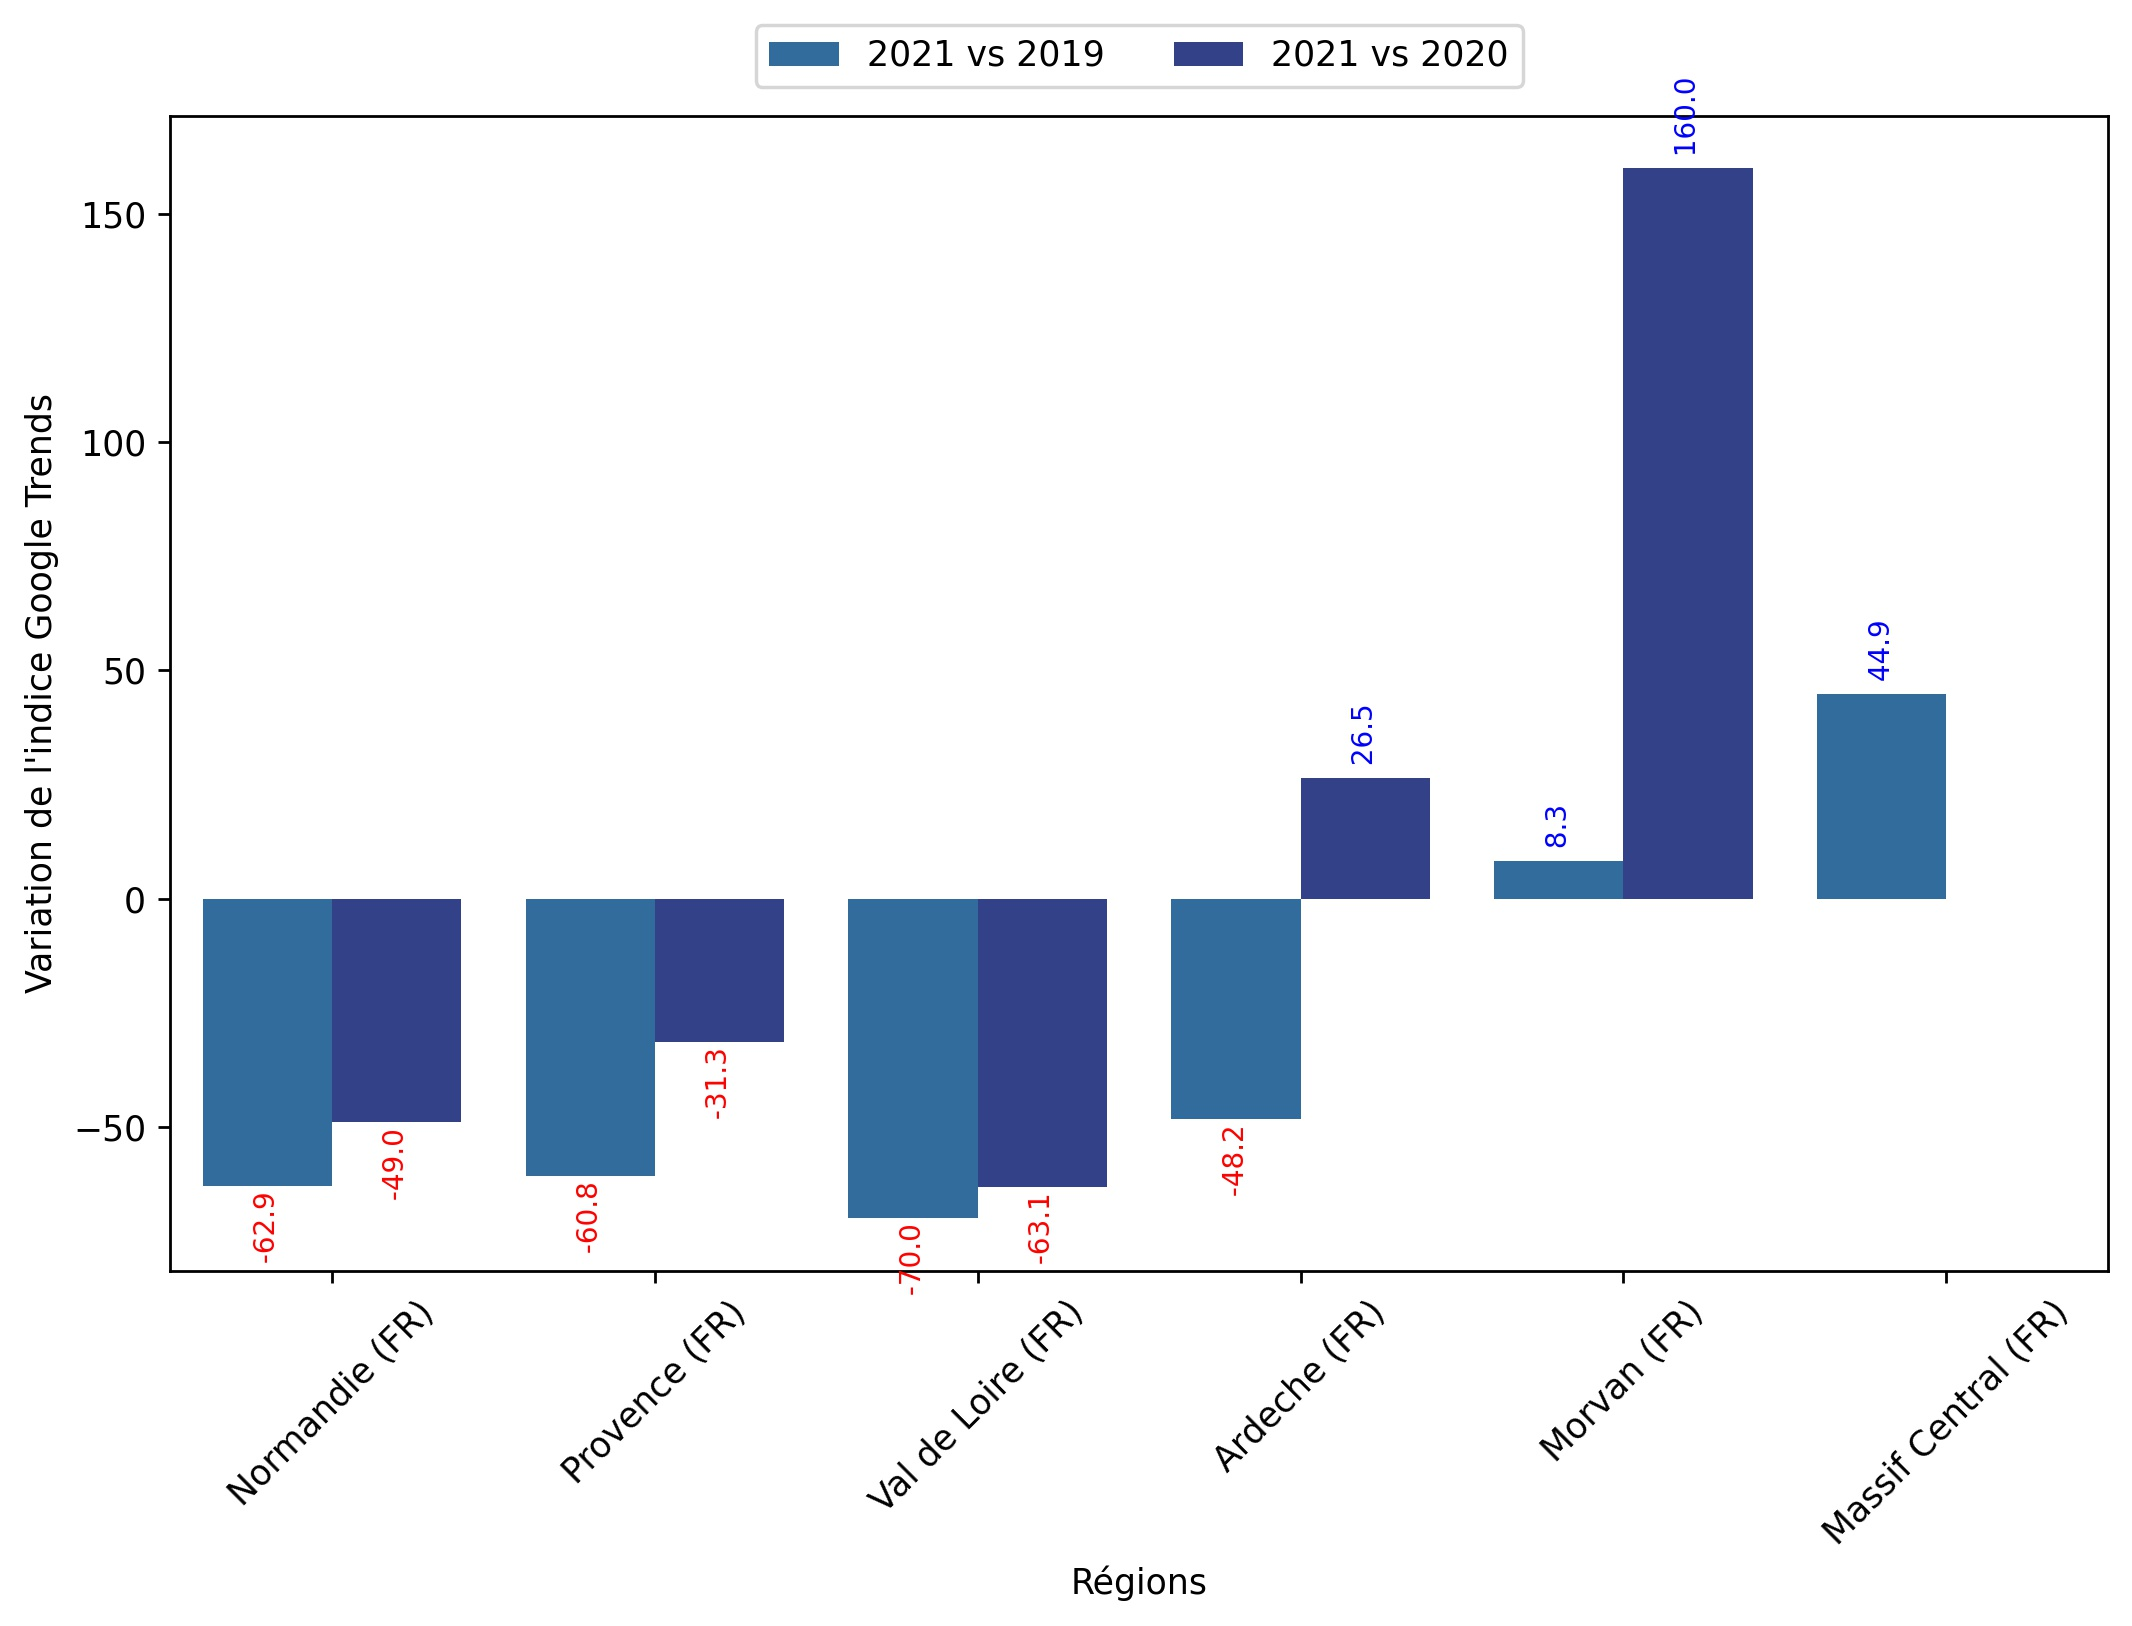 2021 vs 2019
2021 vs 2020
Variation de l'indice Google Trends
150
100
50
0
−50
-62.9
-49.0
-60.8
-31.3
-70.0
-63.1
-48.2
26.5
8.3
160.0
44.9
Normandie (FR)
Provence (FR)
Val de Loire (FR)
Ardeche (FR)
Morvan (FR)
Massif Central (FR)
Régions